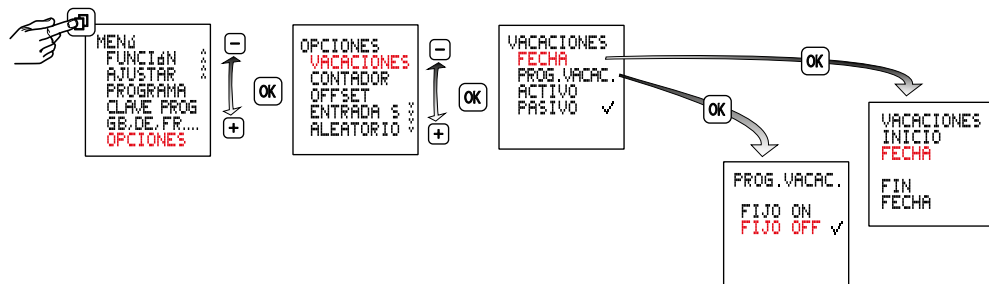 MENú
FUNCIóN
AJUSTAR
PROGRAMA
CLAVE PROG
GB,DE,FR....
OPCIONES
−
+
OK
OPCIONES
VACACIONES
CONTADOR
OFFSET
ENTRADA S
ALEATORIO
−
+
OK
VACACIONES
FECHA
PROG.VACAC.
ACTIVO
PASIVO ✓
OK
OK
PROG.VACAC.
FIJO ON
FIJO OFF ✓
VACACIONES
INICIO
FECHA
FIN
FECHA